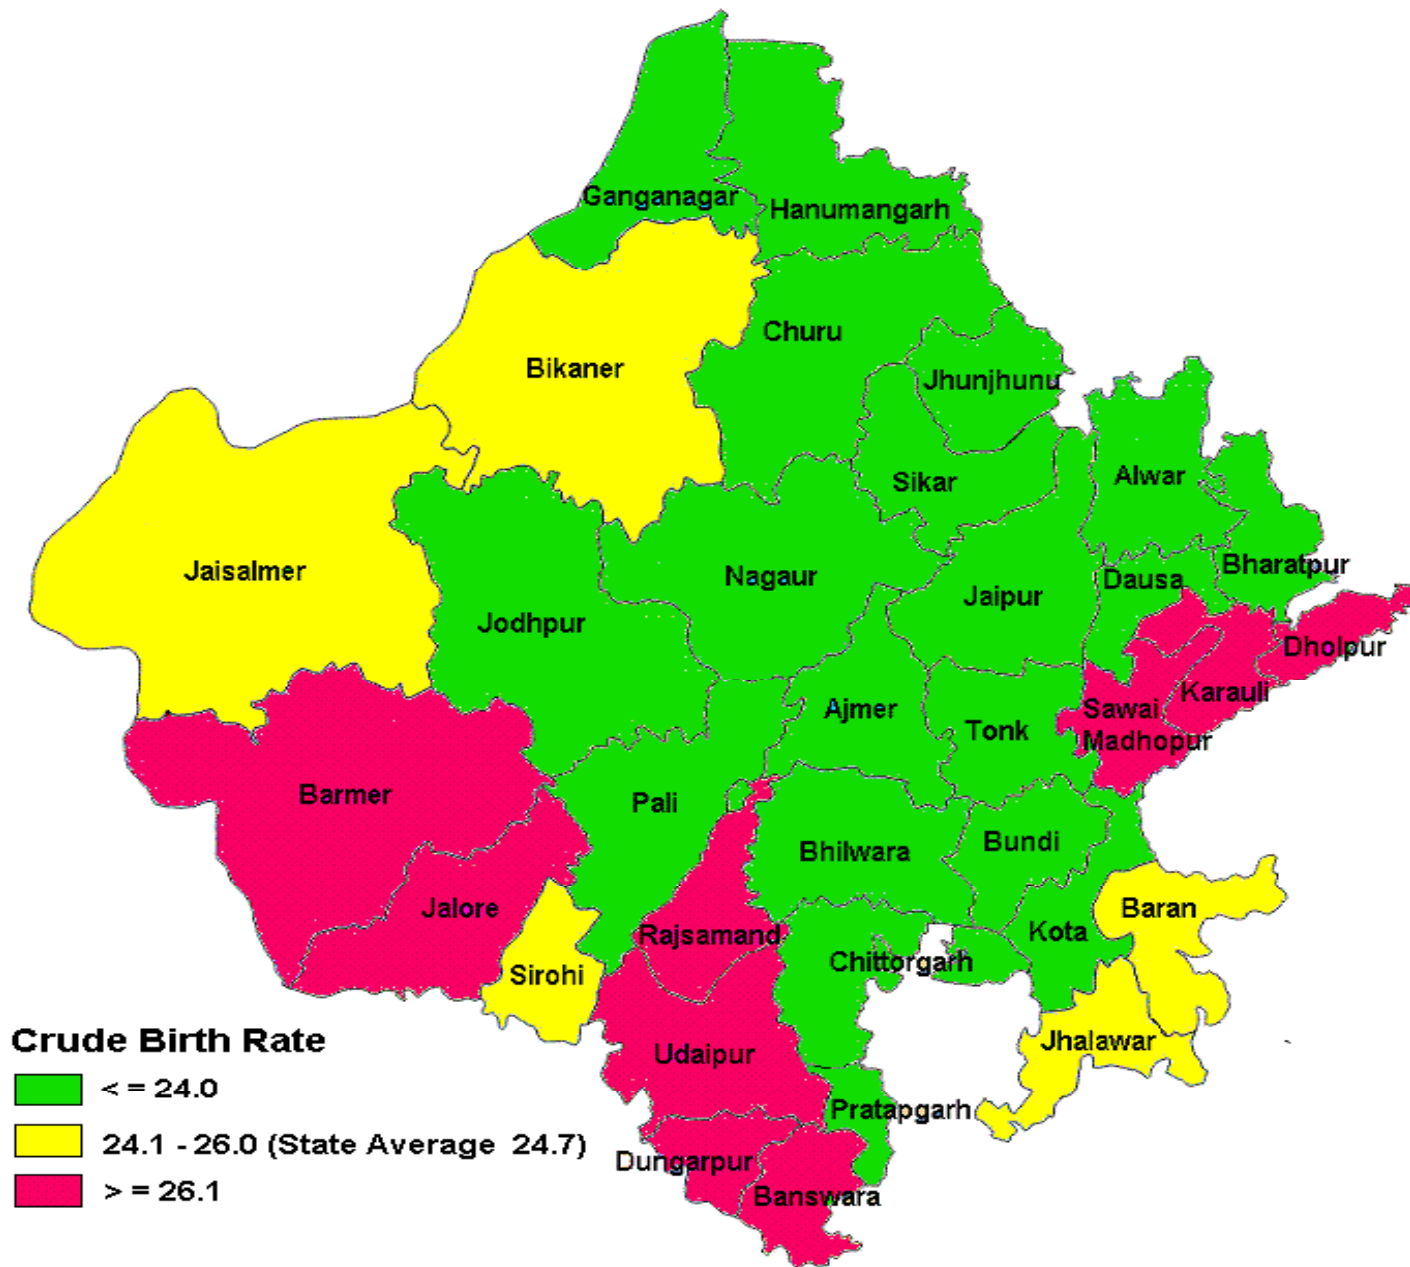 Ganganagar
Hanumangarh
Churu
Bikaner
Jhunjhunu
Sikar
Alwar
Jaisalmer
Nagaur
Jaipur
Dausa
Bharatpur
Jodhpur
Dholpur
Ajmer
Tonk
Sawai
Madhopur
Karauli
Barmer
Pali
Bhilwara
Bundi
Jalore
Rajsamand
Baran
Kota
Sirohi
Chittorgarh
Udaipur
Jhalawar
Pratapgarh
Dungarpur
Banswara
Crude Birth Rate
< = 24.0
24.1 - 26.0 (State Average 24.7)
> = 26.1